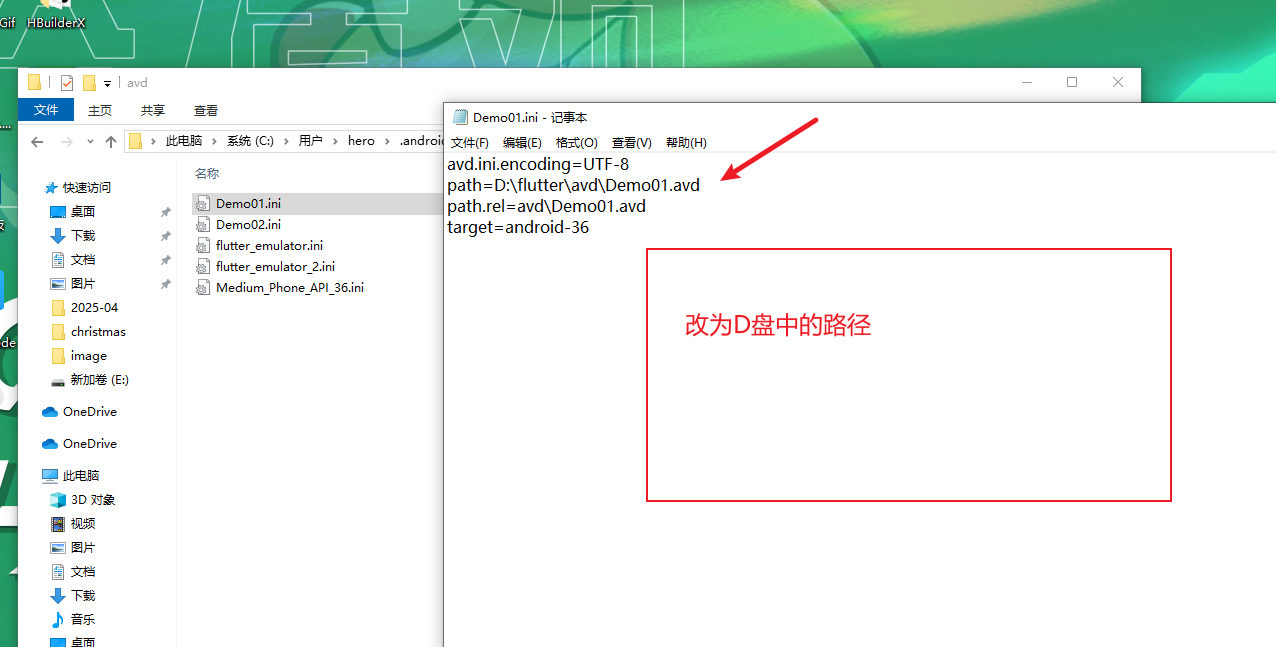 Gif
HBuilderX
avd
文件
主页
共享
查看
此电脑
系统 (C:)
用户
hero
名称
快速访问
桌面
下载
文档
图片
2025-04
christmas
image
新加卷 (E:)
OneDrive
OneDrive
此电脑
3D 对象
视频
图片
文档
下载
音乐
桌面
Demo01.ini
Demo02.ini
flutter_emulator.ini
flutter_emulator_2.ini
Medium_Phone_API_36.ini
Demo01.ini - 记事本
文件(F) 编辑(E) 格式(O) 查看(V) 帮助(H)
avd.ini.encoding=UTF-8
path=D:\flutter\avd\Demo01.avd
path.rel=avd\Demo01.avd
target=android-36
改为D盘中的路径